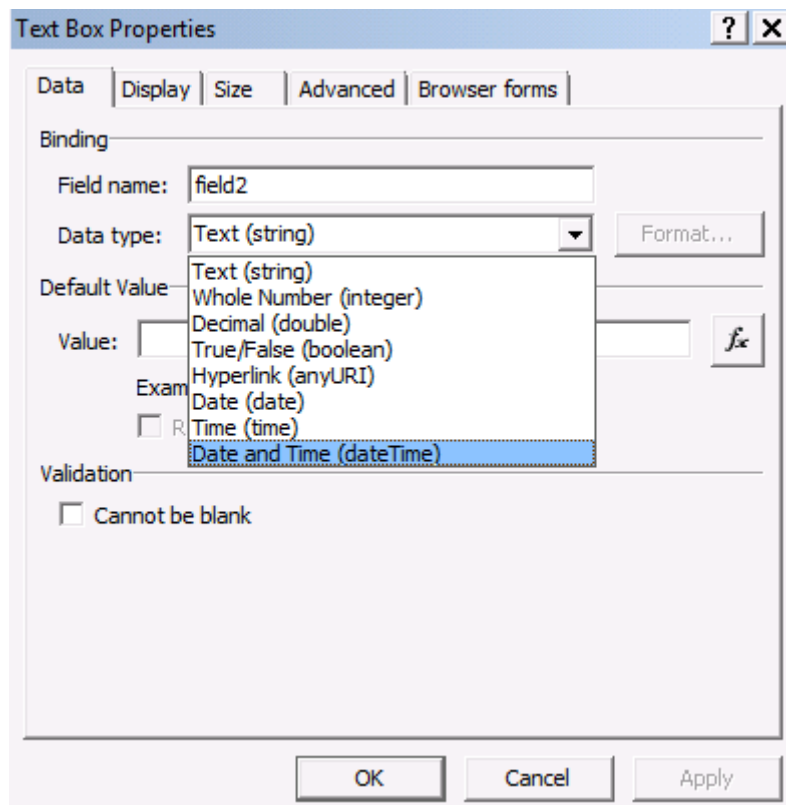 Text Box Properties
? X
Data Display Size Advanced Browser forms
Binding
Field name: field2
Data type: Text (string) Format...
Text (string)
Default Value
Whole Number (integer)
Decimal (double)
Value: True/False (boolean) fx
Hyperlink (anyURI)
Exam
Date (date)
R Time (time)
Date and Time (dateTime)
Validation
Cannot be blank
OK Cancel Apply